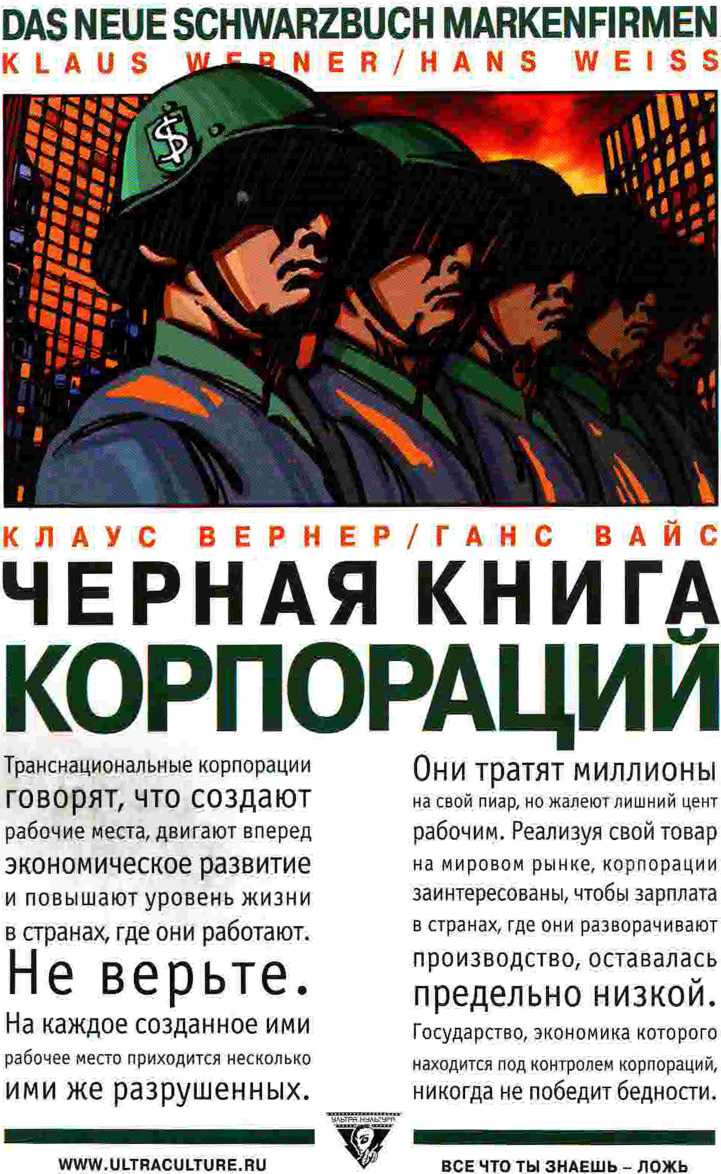 DAS NEUE SCHWARZBUCH MARKENFIRMEN
KLAUS WERNER/HANS WEISS
$
КЛАУС ВЕРНЕР/ГАНС ВАЙС
ЧЕРНАЯ КНИГА
КОРПОРАЦИЙ
Транснациональные корпорации
говорят, что создают
рабочие места, двигают вперед
экономическое развитие
и повышают уровень жизни
в странах, где они работают.
Не верьте.
На каждое созданное ими
рабочее место приходится несколько
ими же разрушенных.
Они тратят миллионы
на свой пиар, но жалеют лишний цент
рабочим. Реализуя свой товар
на мировом рынке, корпорации
заинтересованы, чтобы зарплата
в странах, где они разворачивают
производство, оставалась
предельно низкой.
Государство, экономика которого
находится под контролем корпораций,
никогда не победит бедности.
УЛЬТРА.КУЛЬТУРА
WWW.ULTRACULTURE.RU
ВСЕ ЧТО ТЫ ЗНАЕШЬ - ЛОЖЬ